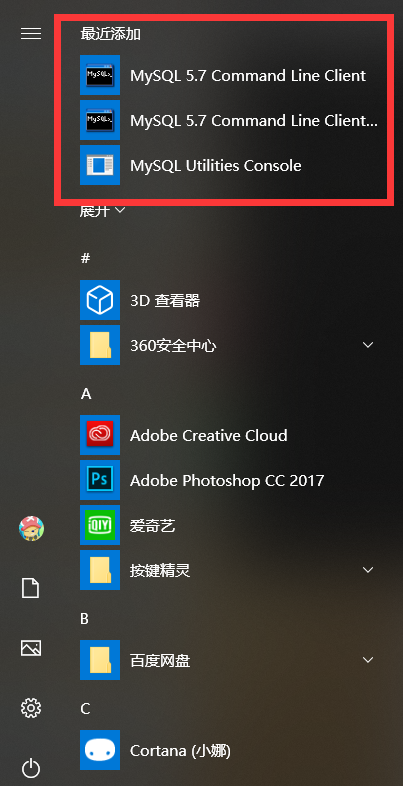 最近添加
MySQL 5.7 Command Line Client
MySQL 5.7 Command Line Client...
MySQL Utilities Console
展开
#
3D 查看器
360安全中心
A
Adobe Creative Cloud
Adobe Photoshop CC 2017
爱奇艺
按键精灵
B
百度网盘
C
Cortana (小娜)